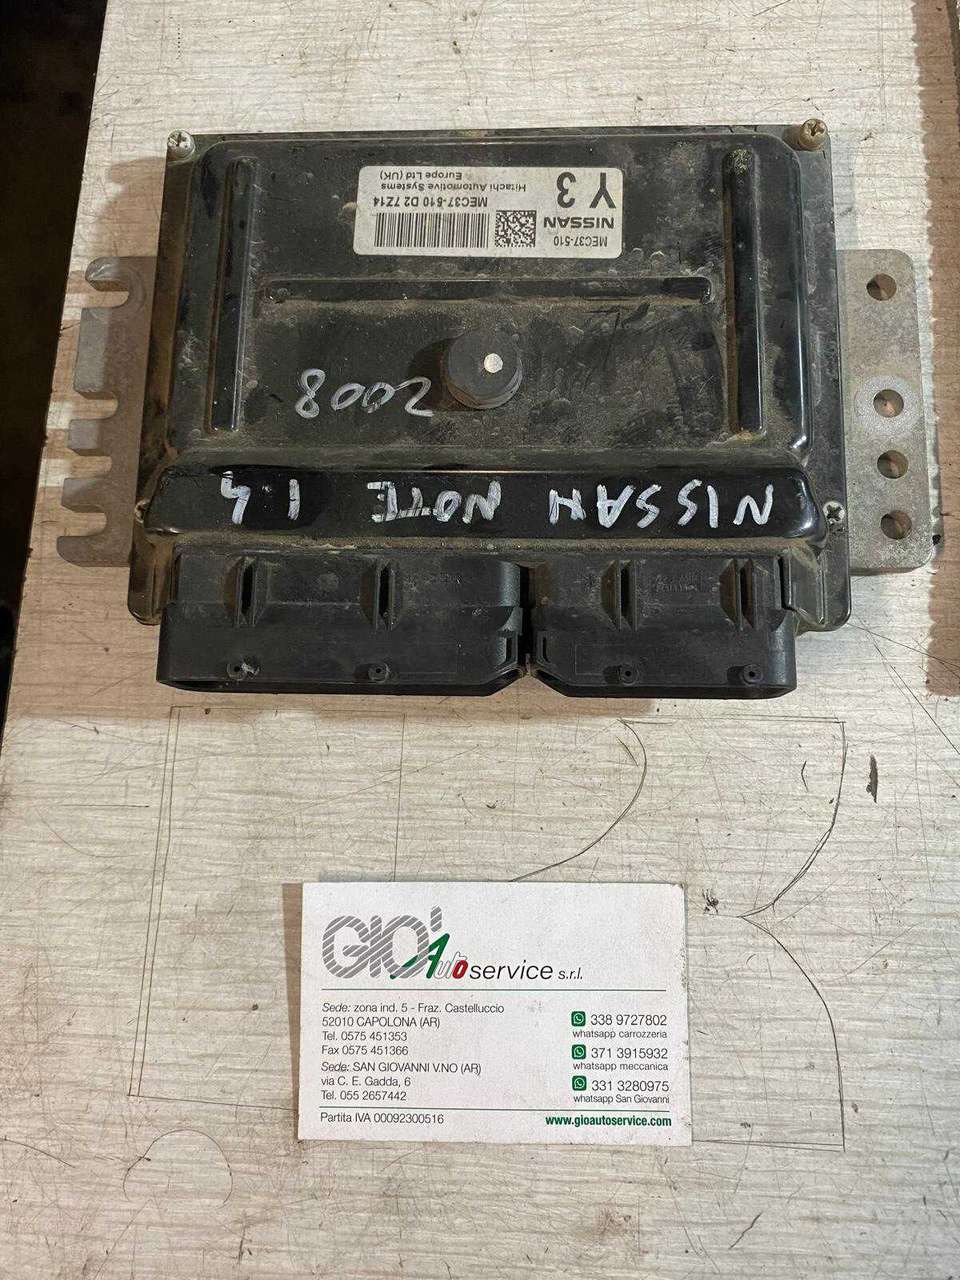 MEC37-510
NISSAN
Y3
MEC37-510 D2 7Z14
Hitachi Automotive Systems
Europe Ltd (UK)
2008
NISSAN NOTE 1 4
GIO' Auto service s.r.l.
Sede: zona ind. 5 - Fraz. Castelluccio
52010 CAPOLONA (AR)
Tel. 0575 451353
Fax 0575 451366
Sede: SAN GIOVANNI V.NO (AR)
via C. E. Gadda, 6
Tel. 055 2657442
338 9727802
whatsapp carrozzeria
371 3915932
whatsapp meccanica
331 3280975
whatsapp San Giovanni
Partita IVA 00092300516
www.gioautoservice.com